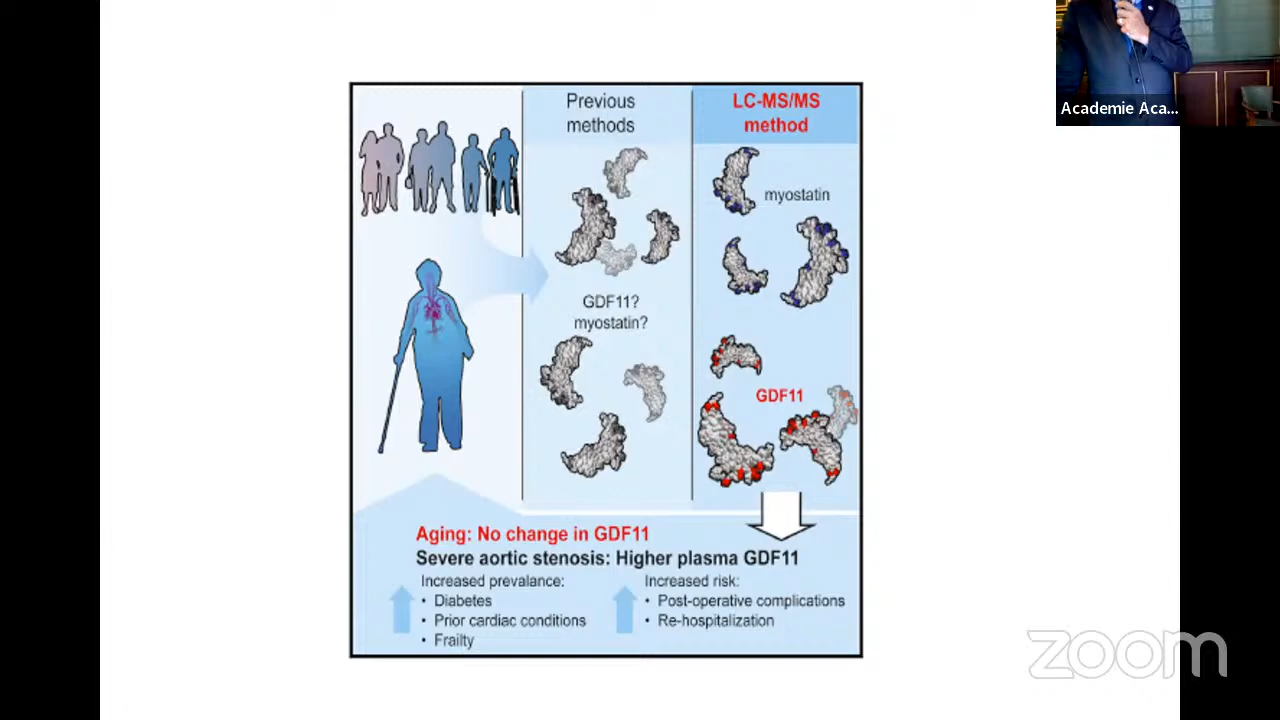 Previous
methods
LC-MS/MS
method
myostatin
GDF11?
myostatin?
GDF11
Aging: No change in GDF11
Severe aortic stenosis: Higher plasma GDF11
Increased prevalance:
• Diabetes
• Prior cardiac conditions
• Frailty
Increased risk:
• Post-operative complications
• Re-hospitalization
Academie Aca...
zoom